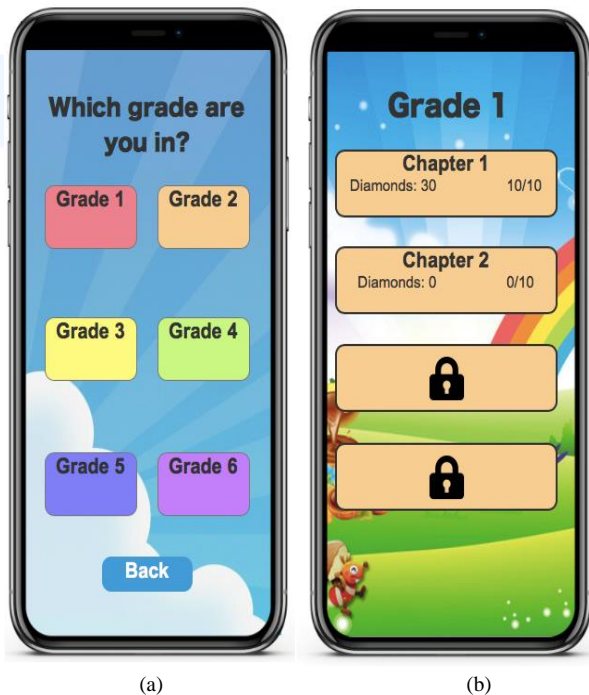 Which grade are
you in?
Grade 1
Grade 2
Grade 3
Grade 4
Grade 5
Grade 6
Back
(a)
Grade 1
Chapter 1
Diamonds: 30
10/10
Chapter 2
Diamonds: 0
0/10
(b)